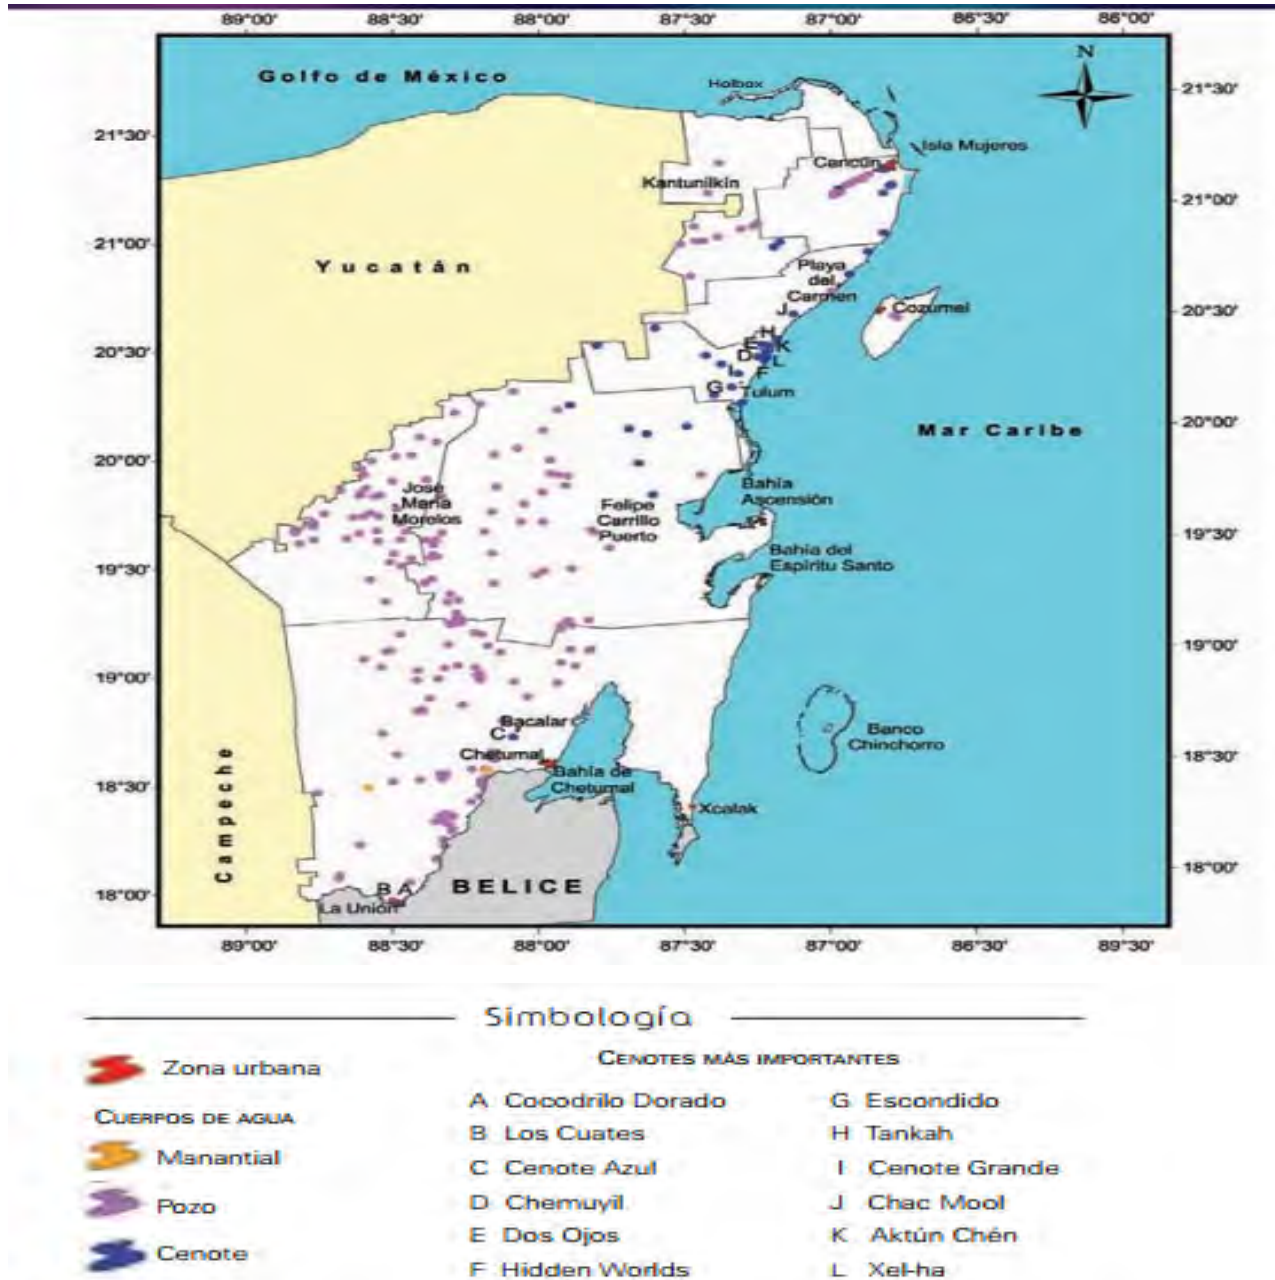 89°00' 88°30' 88°00' 87°30' 87°00' 86°30' 86°00'
N
Golfo de México
Holbox
21°30'
21°30'
Isla Mujeres
Cancún
Kantunilkín
21°00'
21°00'
Yucatán
Playa
del
Carmen
20°30'
J
Cozumel
H
20°30'
E K
D L
I F
G Tulum
20°00'
Mar Caribe
20°00'
José
María
Morelos
Bahía
Ascensión
Felipe
Carrillo
Puerto
19°30'
Bahía del
Espíritu Santo
19°30'
19°00'
19°00'
Bacalar
C
Banco
Chinchorro
Chetumal
18°30'
Bahía de
Chetumal
18°30'
Xcalak
Campeche
18°00'
B A
BELICE
18°00'
La Unión
89°00' 88°30' 88°00' 87°30' 87°00' 86°30' 89°30'
Simbología
Zona urbana
CUERPOS DE AGUA
Manantial
Pozo
Cenote
CENOTES MÁS IMPORTANTES
A Cocodrilo Dorado
B Los Cuates
C Cenote Azul
D Chemuyil
E Dos Ojos
F Hidden Worlds
G Escondido
H Tankah
I Cenote Grande
J Chac Mool
K Aktún Chén
L Xel-ha